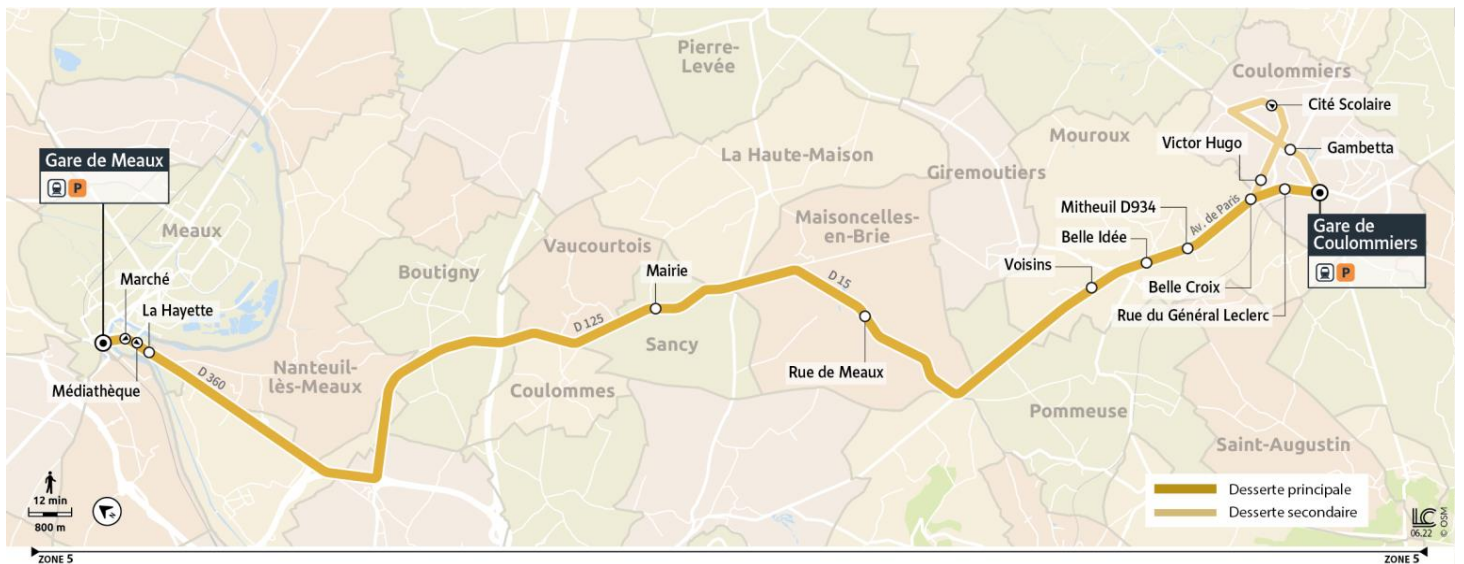 Pierre-
Levée
Coulommiers
Cité Scolaire
Mouroux
Victor Hugo
Gambetta
Gare de Meaux
P
La Haute-Maison
Giremoutiers
Meaux
Maisoncelles-
en-Brie
Mitheuil D934
Av. de Paris
Gare de
Coulommiers
P
Vaucourtois
Belle Idée
Boutigny
Mairie
Voisins
Marché
D 15
Belle Croix
La Hayette
Rue du Général Leclerc
D 125
Sancy
Nanteuil-
lès-Meaux
D 360
Médiathèque
Rue de Meaux
Coulommes
Pommeuse
Saint-Augustin
12 min
800 m
Desserte principale
Desserte secondaire
LC
06.22
© OSM
ZONE 5
ZONE 5